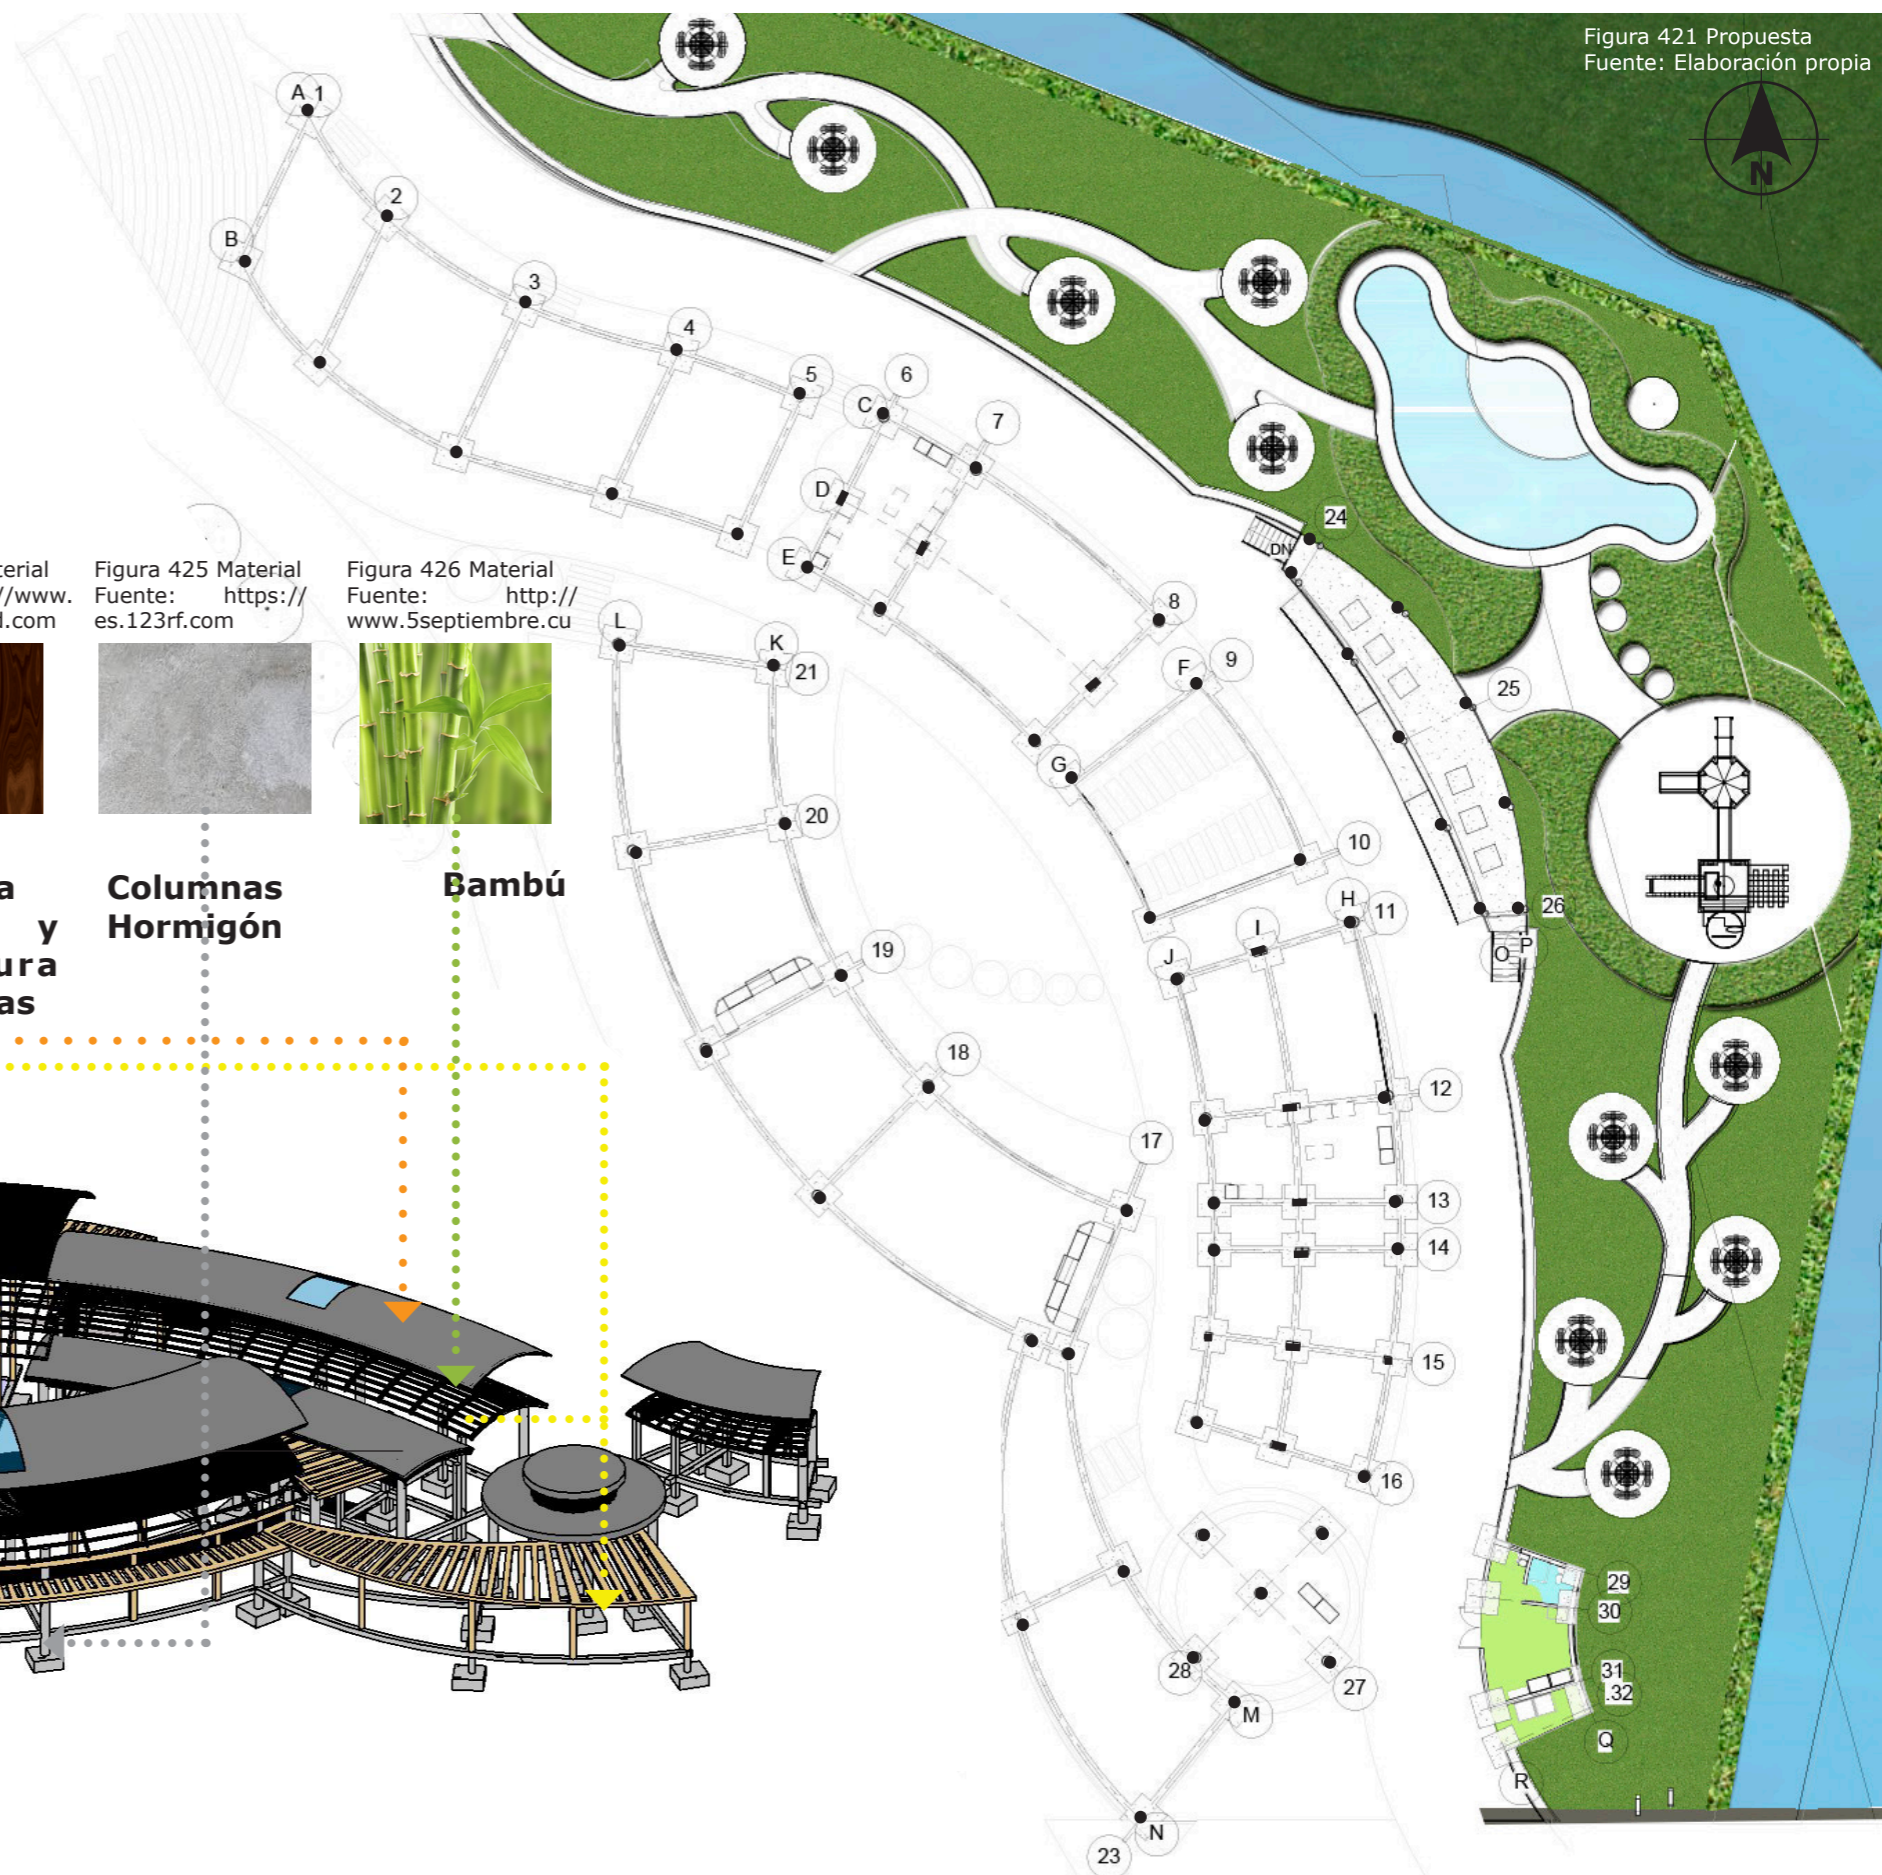 Figura 421 Propuesta
Fuente: Elaboración propia
N
A 1
2
B
3
4
5
6
C
7
D
E
8
24
DN
terial
//www.
d.com
Figura 425 Material
Fuente: https://
es.123rf.com
Figura 426 Material
Fuente: http://
www.5septiembre.cu
L
K
21
F
9
25
G
20
10
a
y
ura
as
Columnas
Hormigón
Bambú
H
11
26
I
J
O
P
19
18
12
17
13
14
15
16
29
30
28
27
31
.32
M
Q
R
N
23